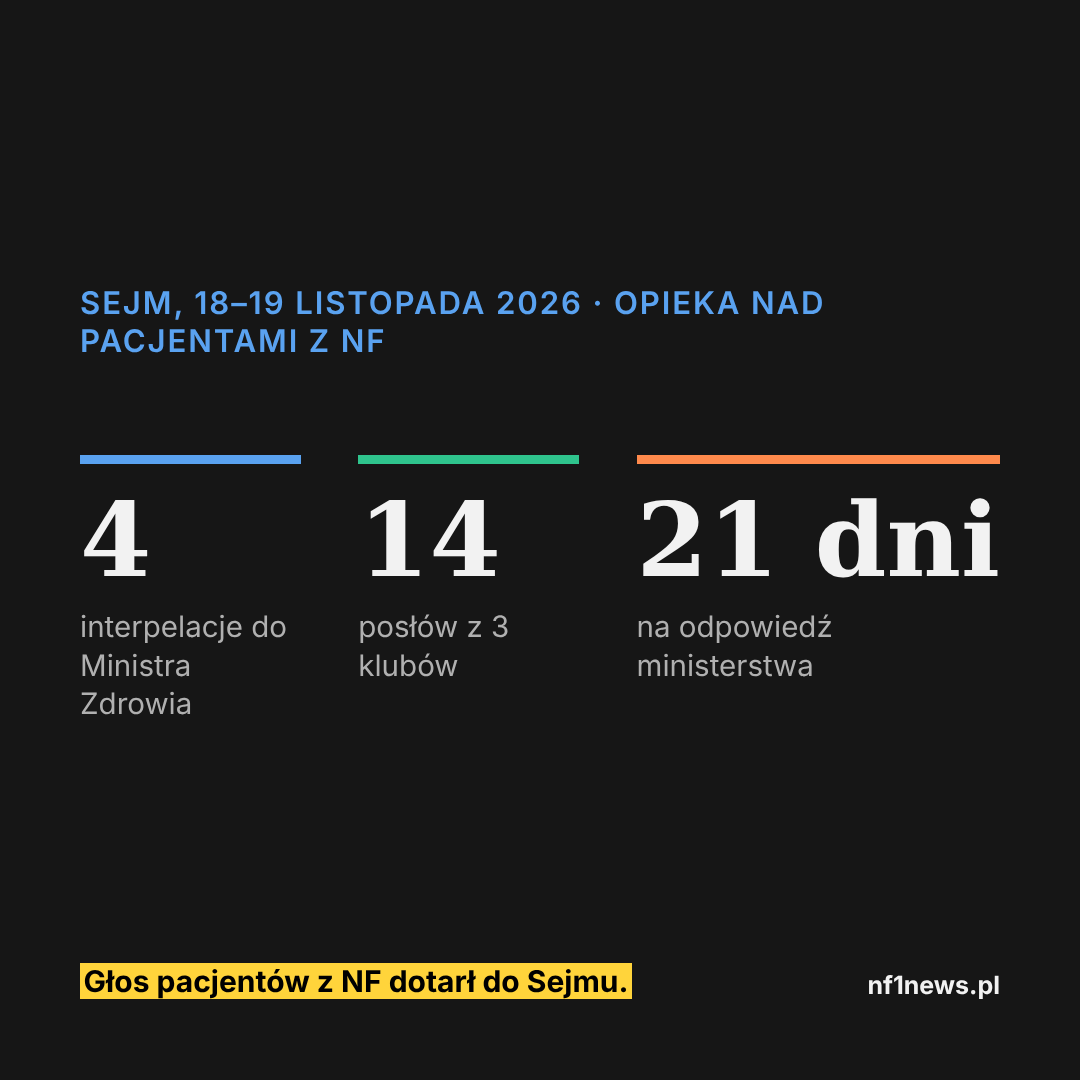 SEJM, 18–19 LISTOPADA 2026 · OPIEKA NAD
PACJENTAMI Z NF
4
interpelacje do
Ministra
Zdrowia
14
posłów z 3
klubów
21 dni
na odpowiedź
ministerstwa
Głos pacjentów z NF dotarł do Sejmu.
nf1news.pl